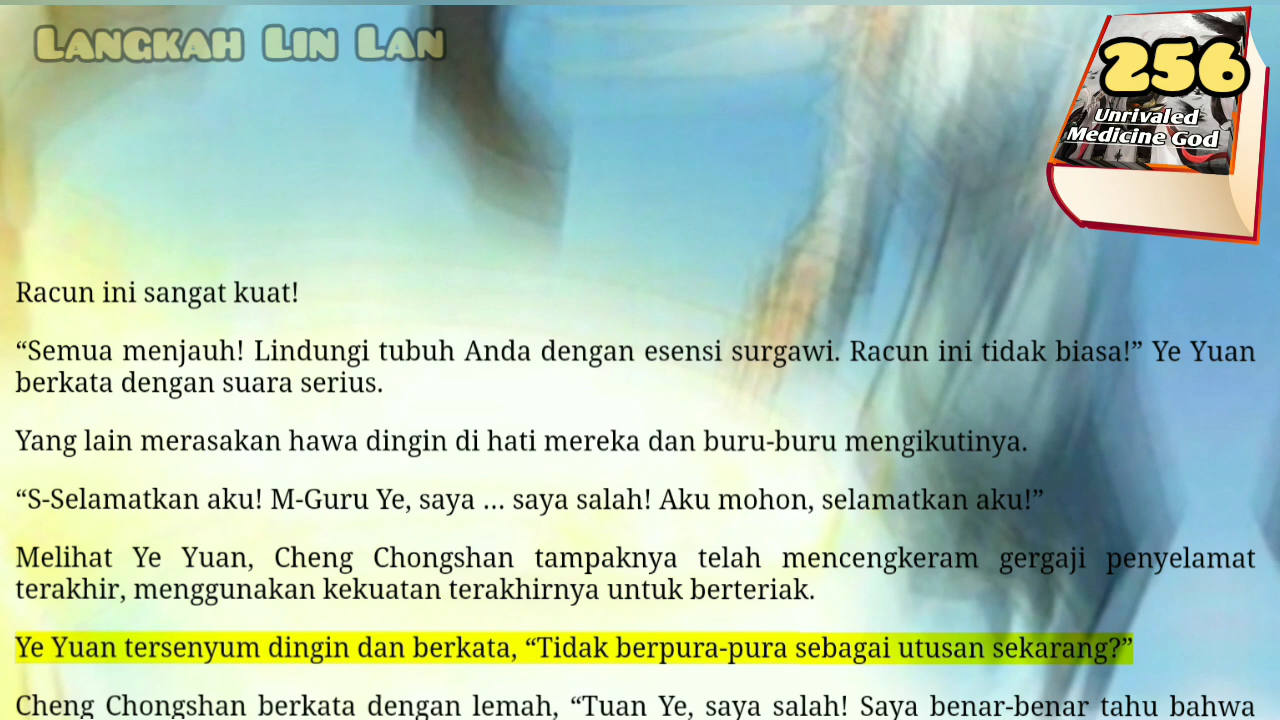 Langkah Lin Lan
256
Unrivaled
Medicine God
Racun ini sangat kuat!
“Semua menjauh! Lindungi tubuh Anda dengan esensi surgawi. Racun ini tidak biasa!” Ye Yuan
berkata dengan suara serius.
Yang lain merasakan hawa dingin di hati mereka dan buru-buru mengikutinya.
“S-Selamatkan aku! M-Guru Ye, saya ... saya salah! Aku mohon, selamatkan aku!”
Melihat Ye Yuan, Cheng Chongshan tampaknya telah mencengkeram gergaji penyelamat
terakhir, menggunakan kekuatan terakhirnya untuk berteriak.
Ye Yuan tersenyum dingin dan berkata, “Tidak berpura-pura sebagai utusan sekarang?”
Cheng Chongshan berkata dengan lemah, “Tuan Ye, saya salah! Saya benar-benar tahu bahwa